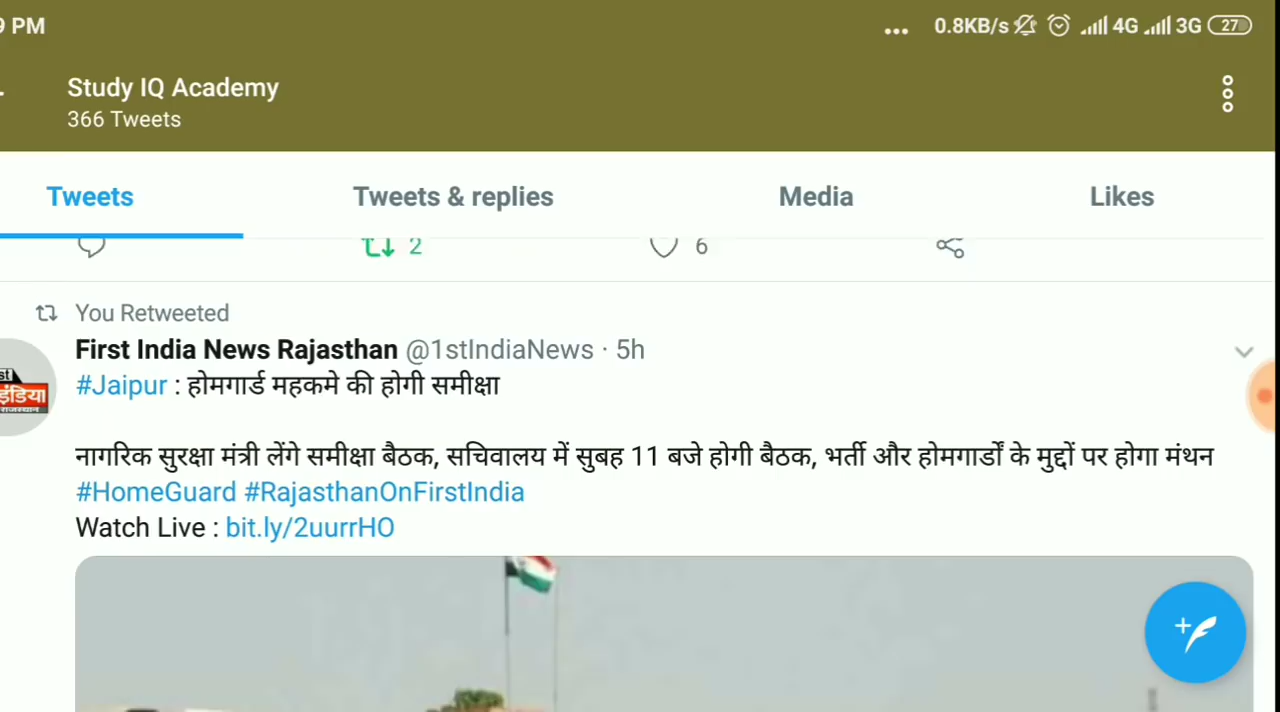 9 PM ... 0.8KB/s 4G 3G 27
Study IQ Academy
366 Tweets
Tweets Tweets & replies Media Likes
2 6
You Retweeted
First India News Rajasthan @1stIndiaNews · 5h
#Jaipur : होमगार्ड महकमे की होगी समीक्षा
st
इंडिया
राजस्थान
नागरिक सुरक्षा मंत्री लेंगे समीक्षा बैठक, सचिवालय में सुबह 11 बजे होगी बैठक, भर्ती और होमगार्डों के मुद्दों पर होगा मंथन
#HomeGuard #RajasthanOnFirstIndia
Watch Live : bit.ly/2uurrHO